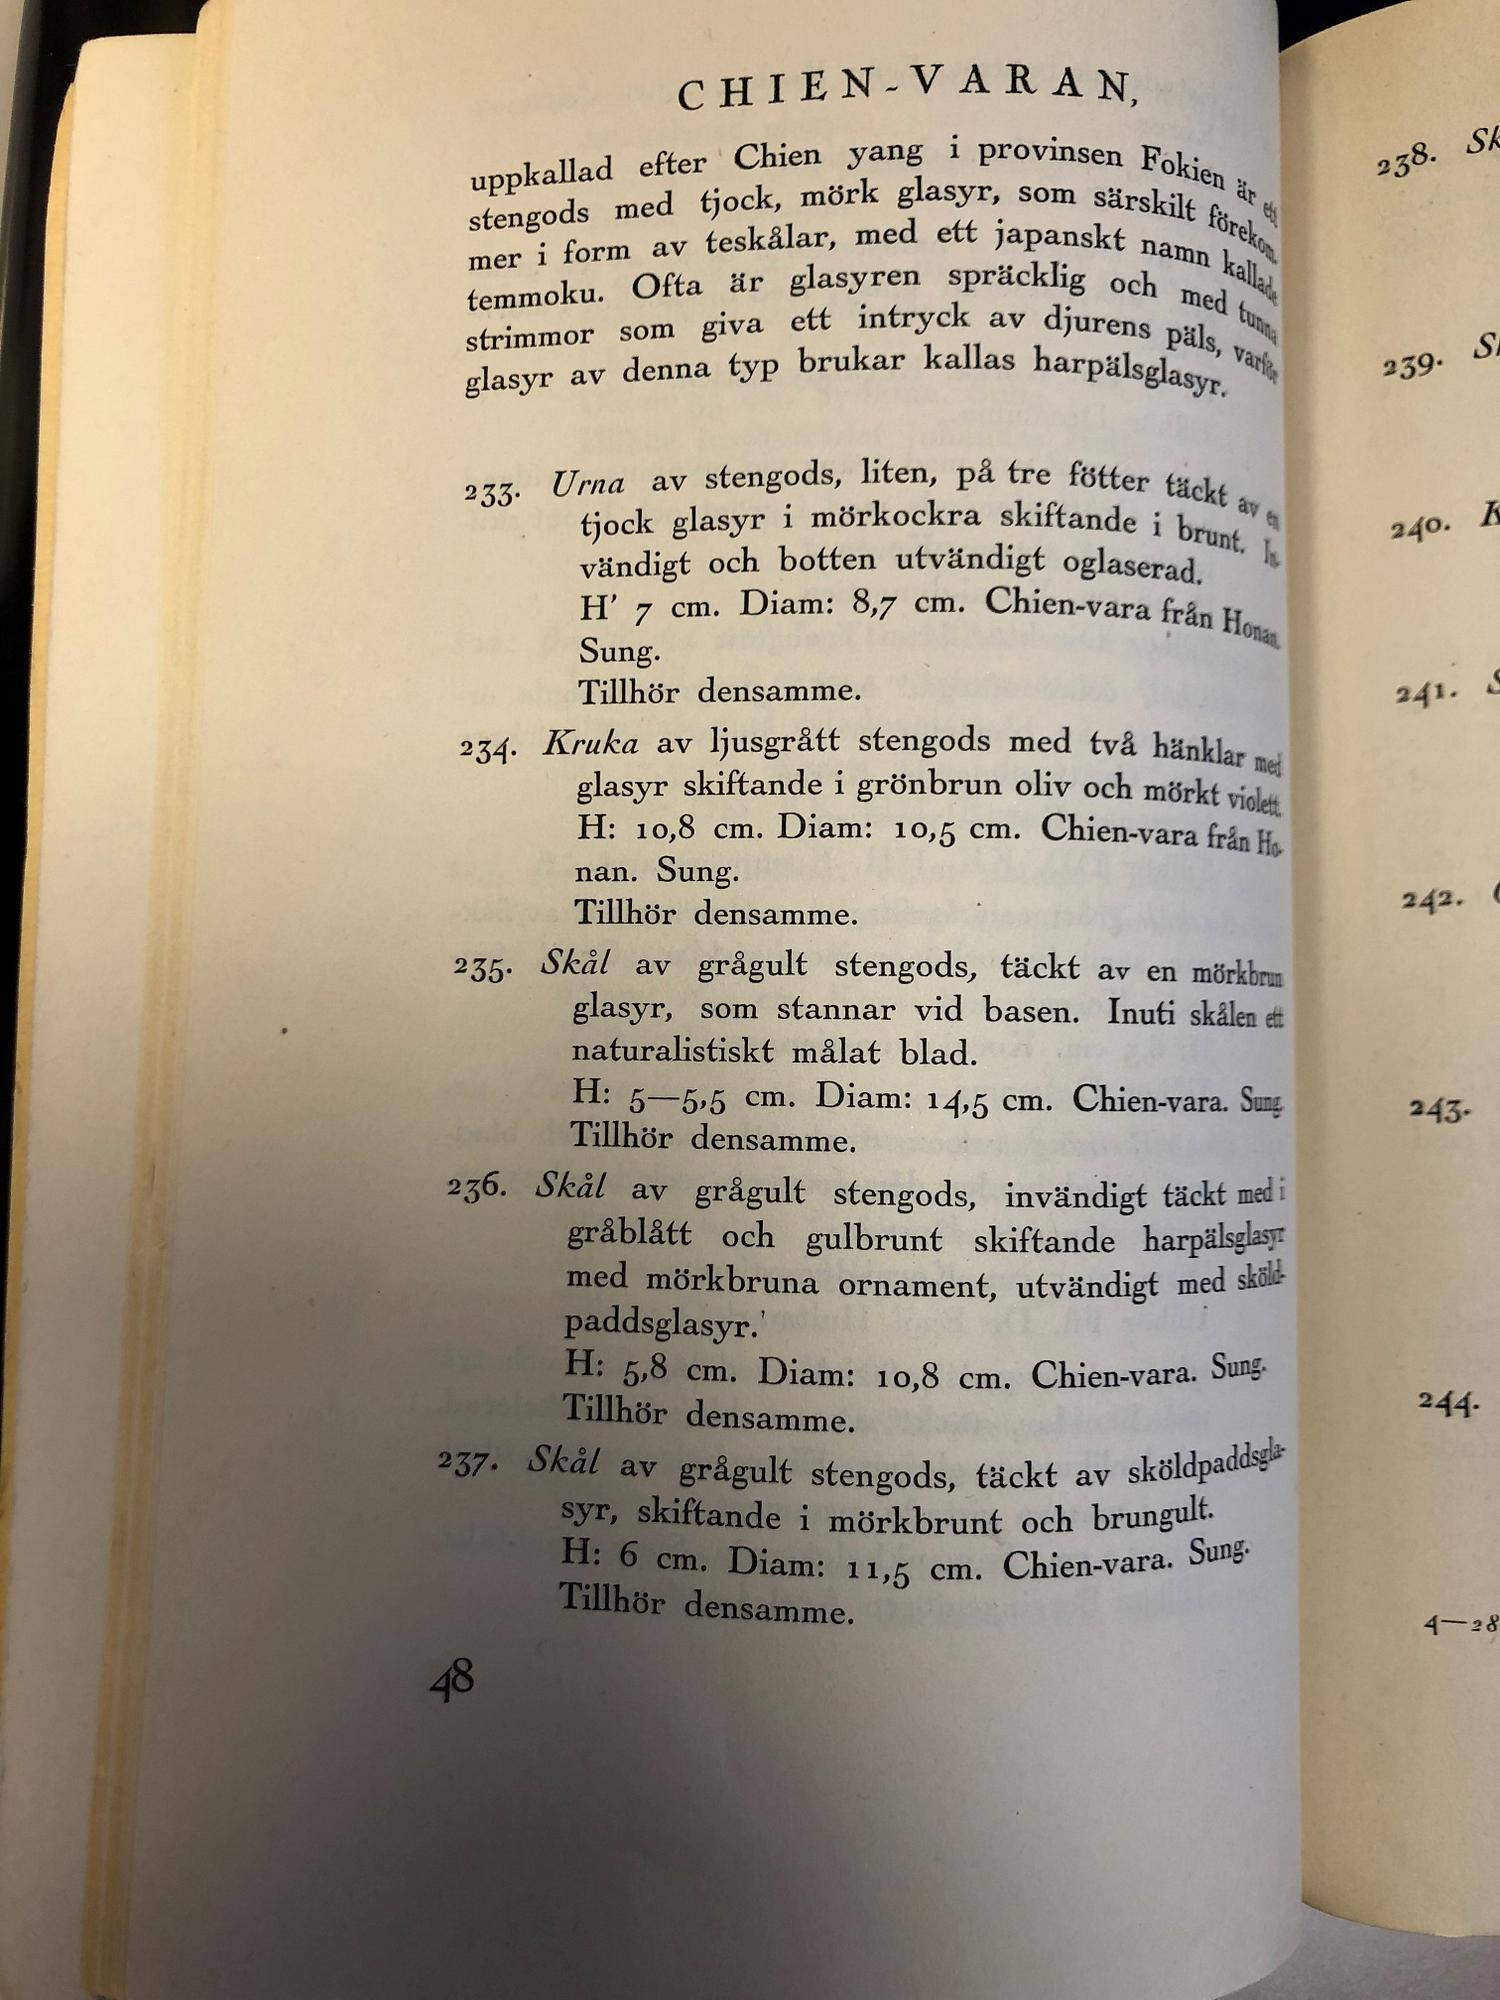 CHIEN-VARAN,
uppkallad efter Chien yang i provinsen Fokien är ett
stengods med tjock, mörk glasyr, som särskilt förekom-
mer i form av teskålar, med ett japanskt namn kallade
temmoku. Ofta är glasyren spräcklig och med tunna
strimmor som giva ett intryck av djurens päls, varför
glasyr av denna typ brukar kallas harpälsglasyr.
233. Urna av stengods, liten, på tre fötter täckt av en
tjock glasyr i mörkockra skiftande i brunt. In-
vändigt och botten utvändigt oglaserad.
H' 7 cm. Diam: 8,7 cm. Chien-vara från Honan.
Sung.
Tillhör densamme.
234. Kruka av ljusgrått stengods med två hänklar med
glasyr skiftande i grönbrun oliv och mörkt violett.
H: 10,8 cm. Diam: 10,5 cm. Chien-vara från Ho-
nan. Sung.
Tillhör densamme.
235. Skål av grågult stengods, täckt av en mörkbrun
glasyr, som stannar vid basen. Inuti skålen ett
naturalistiskt målat blad.
H: 5—5,5 cm. Diam: 14,5 cm. Chien-vara. Sung.
Tillhör densamme.
236. Skål av grågult stengods, invändigt täckt med i
gråblått och gulbrunt skiftande harpälsglasyr
med mörkbruna ornament, utvändigt med sköld-
paddsglasyr.
H: 5,8 cm. Diam: 10,8 cm. Chien-vara. Sung.
Tillhör densamme.
237. Skål av grågult stengods, täckt av sköldpaddsgla-
syr, skiftande i mörkbrunt och brungult.
H: 6 cm. Diam: 11,5 cm. Chien-vara. Sung.
Tillhör densamme.
48
238. Sk
239.
240. K
241. S
242.
243.
244.
4—28